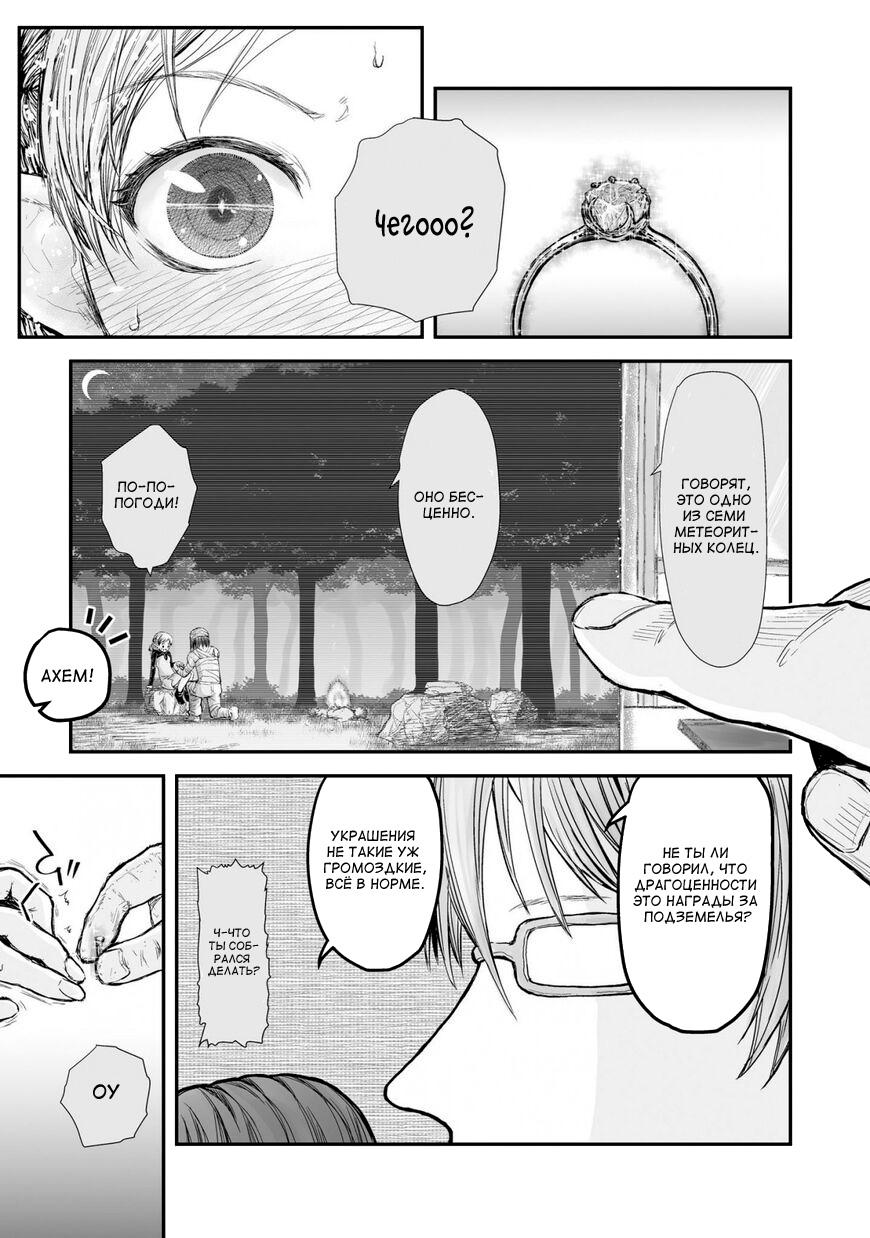 Чегооо?
ГОВОРЯТ,
ЭТО ОДНО
ИЗ СЕМИ
МЕТЕОРИТ-
НЫХ КОЛЕЦ.
ОНО БЕС-
ЦЕННО.
ПО-ПО-
ПОГОДИ!
АХЕМ!
НЕ ТЫ ЛИ
ГОВОРИЛ, ЧТО
ДРАГОЦЕННОСТИ
ЭТО НАГРАДЫ ЗА
ПОДЗЕМЕЛЬЯ?
УКРАШЕНИЯ
НЕ ТАКИЕ УЖ
ГРОМОЗДКИЕ,
ВСЁ В НОРМЕ.
Ч-ЧТО
ТЫ СОБ-
РАЛСЯ
ДЕЛАТЬ?
ОУ